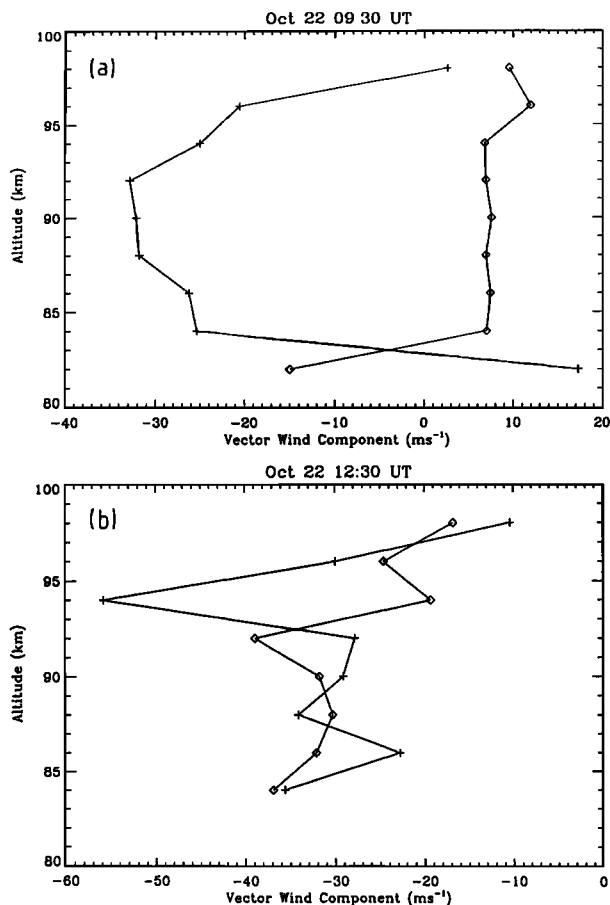 Oct 22 09 30 UT
(a)
100
95
90
85
80
Altitude (km)
-40 -30 -20 -10 0 10 20
Vector Wind Component (ms⁻¹)
Oct 22 12:30 UT
(b)
100
95
90
85
80
Altitude (km)
-60 -50 -40 -30 -20 -10 0
Vector Wind Component (ms⁻¹)